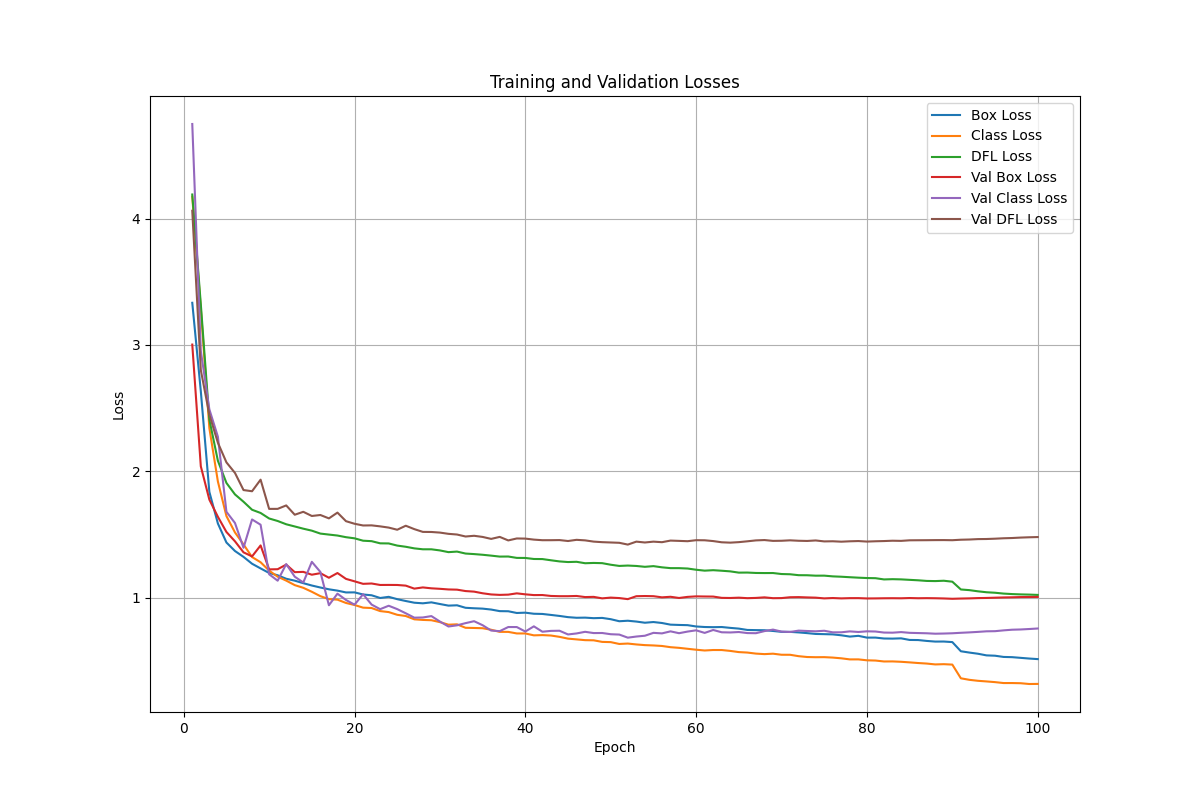 Training and Validation Losses
Box Loss
Class Loss
DFL Loss
Val Box Loss
Val Class Loss
Val DFL Loss
Loss
4
3
2
1
0 20 40 60 80 100
Epoch